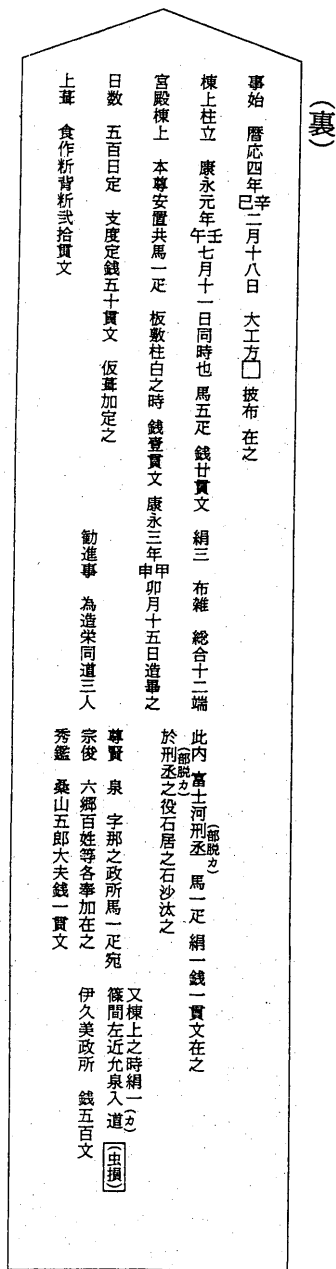 (裏)
事始 暦応四年辛巳二月十八日 大工方□ 披布 在之
棟上柱立 康永元年壬午七月十一日同時也 馬五疋 銭廿貫文 絹三 布雑 総合十二端
此内 富士河刑丞(部脱カ) 馬一疋 絹一銭一貫文在之
宮殿棟上 本尊安置共馬一疋 板敷柱白之時 銭壹貫文 康永三年甲申卯月十五日造畢之
於刑丞之役石居之石沙汰之(部脱カ)
日数 五百日定 支度定銭五十貫文 仮葺加定之
上葺 食作析背析弐拾貫文
勧進事 為造栄同道三人
尊賢 泉 字那之政所馬一疋宛
宗俊 六郷百姓等各奉加在之
秀鑑 桑山五郎大夫銭一貫文
又棟上之時絹一(カ)
篠間左近允泉入道(虫損)
伊久美政所 銭五百文